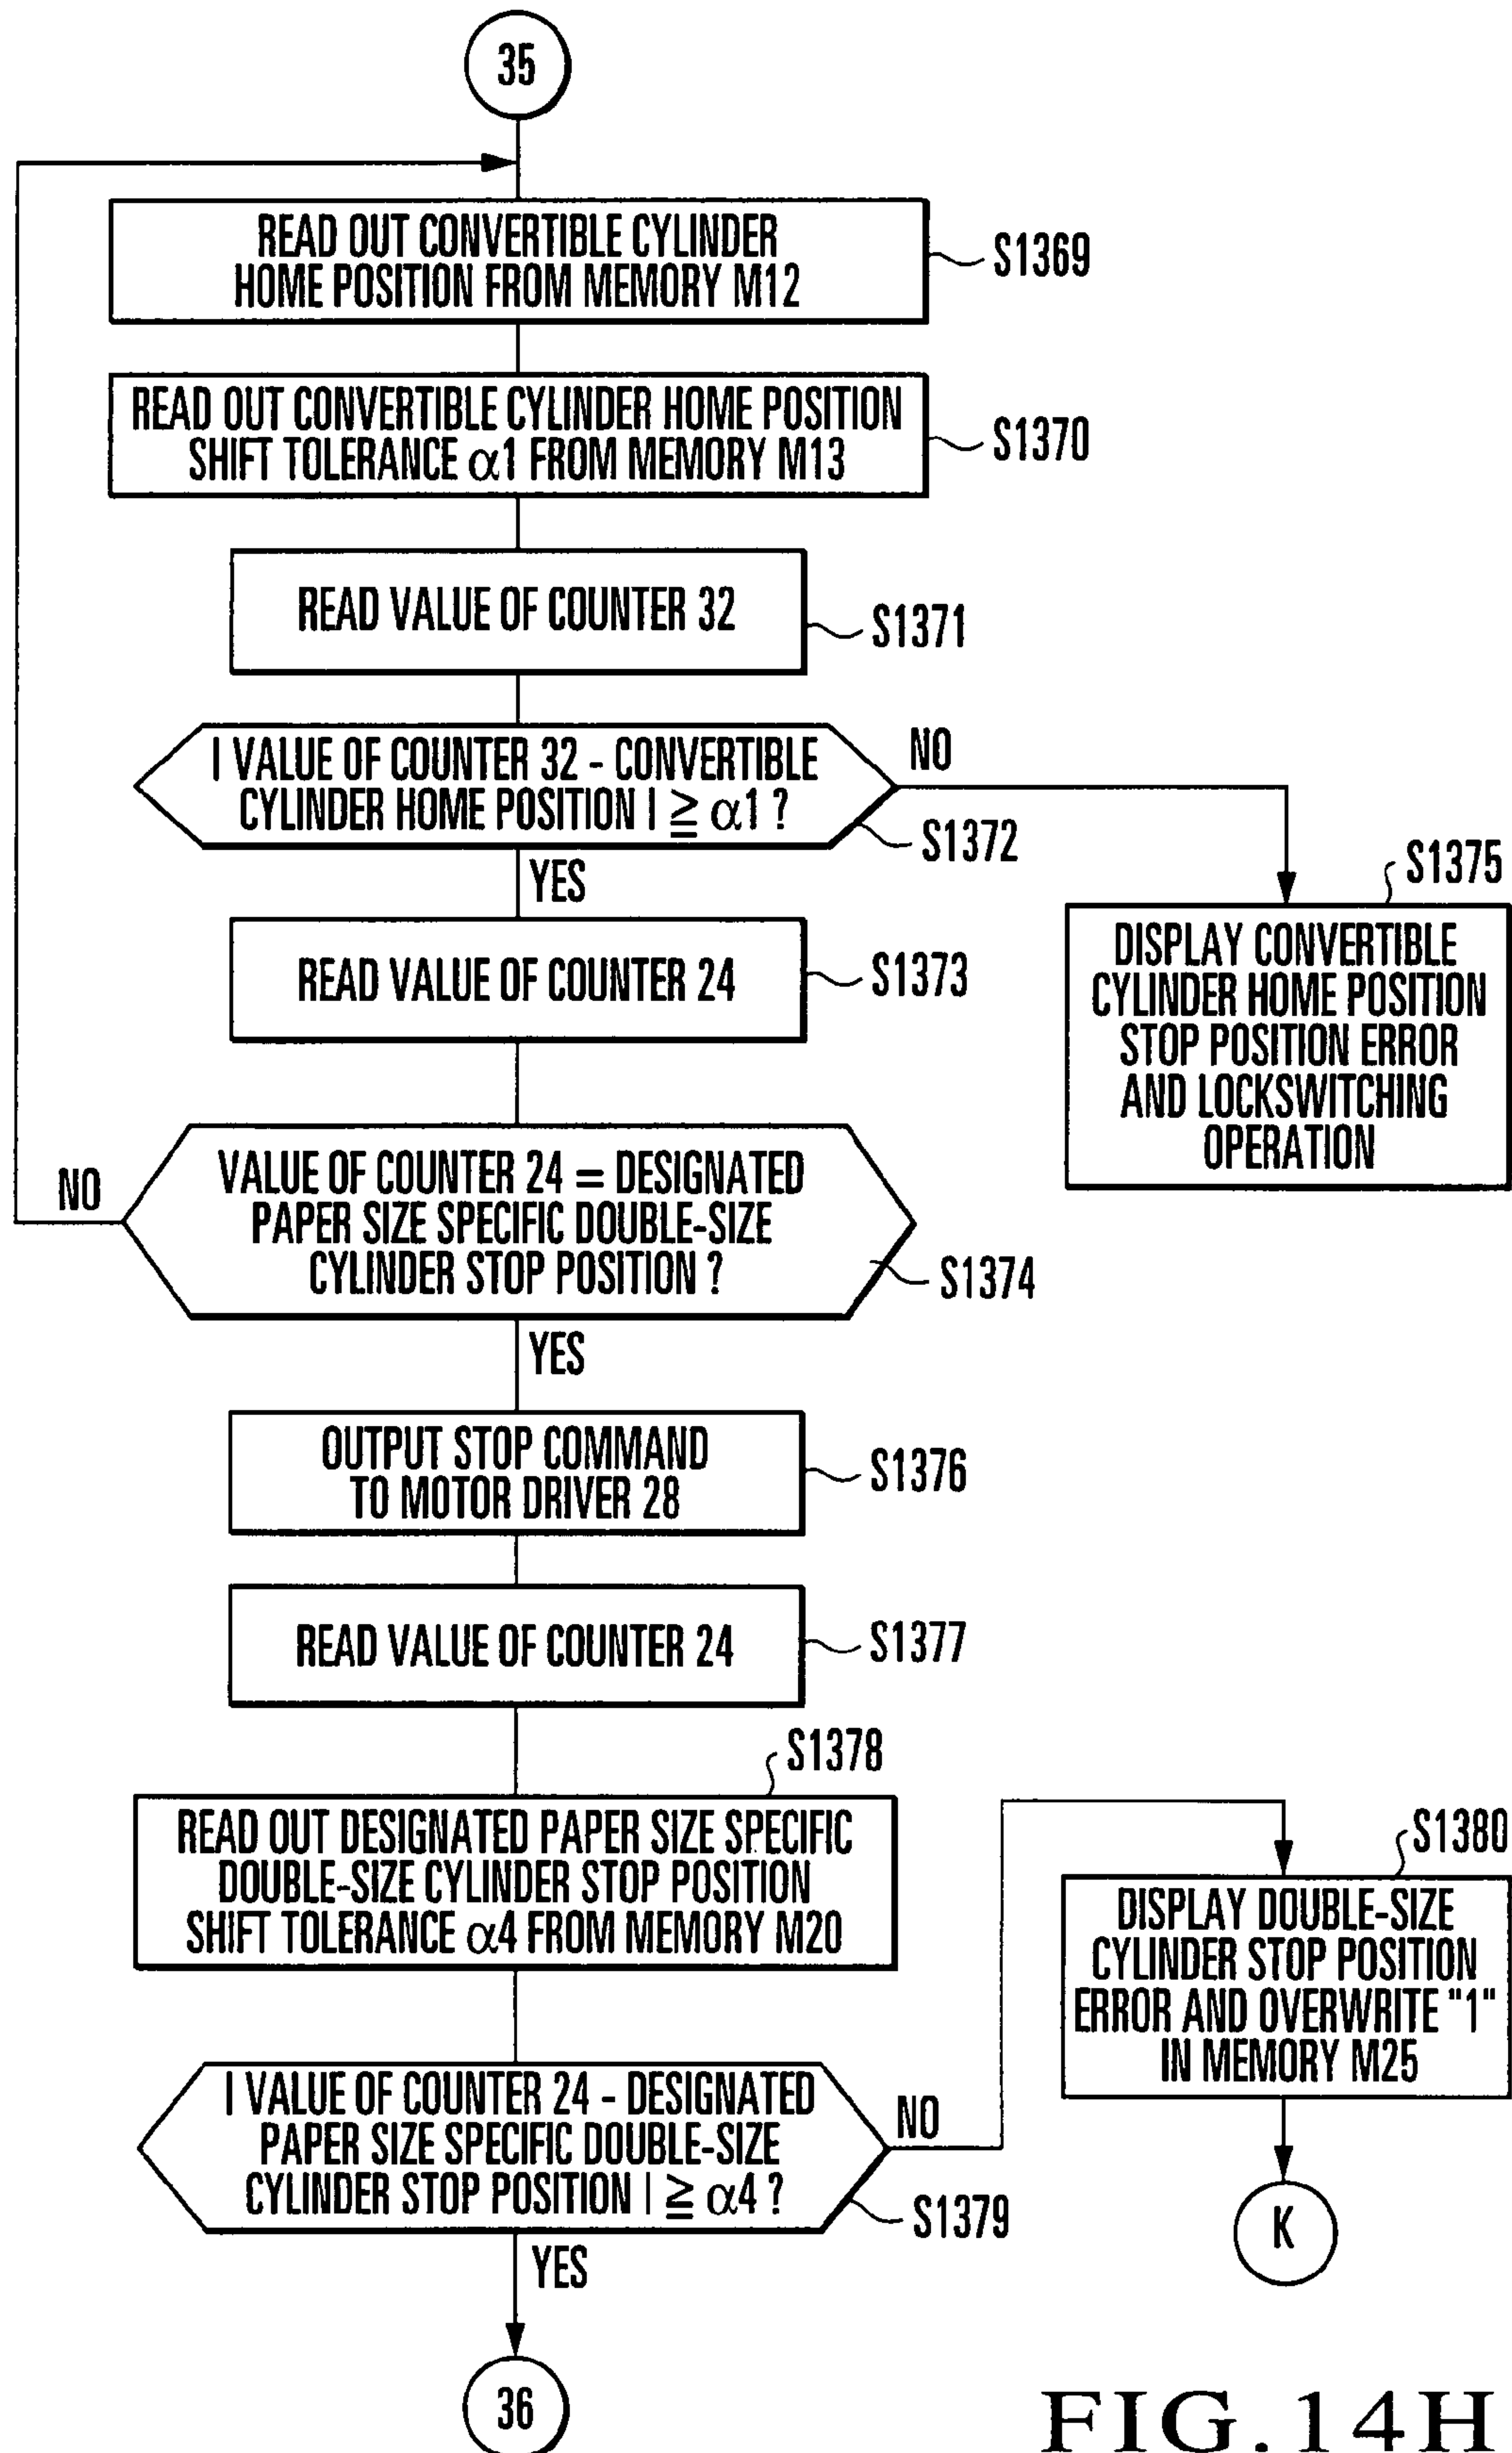 35
READ OUT CONVERTIBLE CYLINDER
HOME POSITION FROM MEMORY M12
S1369
READ OUT CONVERTIBLE CYLINDER HOME POSITION
SHIFT TOLERANCE α1 FROM MEMORY M13
S1370
READ VALUE OF COUNTER 32
S1371
| VALUE OF COUNTER 32 - CONVERTIBLE
CYLINDER HOME POSITION | ≧ α1 ?
NO
S1372
YES
S1375
DISPLAY CONVERTIBLE
CYLINDER HOME POSITION
STOP POSITION ERROR
AND LOCKSWITCHING
OPERATION
READ VALUE OF COUNTER 24
S1373
NO
VALUE OF COUNTER 24 = DESIGNATED
PAPER SIZE SPECIFIC DOUBLE-SIZE
CYLINDER STOP POSITION ?
S1374
YES
OUTPUT STOP COMMAND
TO MOTOR DRIVER 28
S1376
READ VALUE OF COUNTER 24
S1377
S1378
READ OUT DESIGNATED PAPER SIZE SPECIFIC
DOUBLE-SIZE CYLINDER STOP POSITION
SHIFT TOLERANCE α4 FROM MEMORY M20
S1380
DISPLAY DOUBLE-SIZE
CYLINDER STOP POSITION
ERROR AND OVERWRITE "1"
IN MEMORY M25
| VALUE OF COUNTER 24 - DESIGNATED
PAPER SIZE SPECIFIC DOUBLE-SIZE
CYLINDER STOP POSITION | ≧ α4 ?
NO
S1379
K
YES
36
FIG.14H